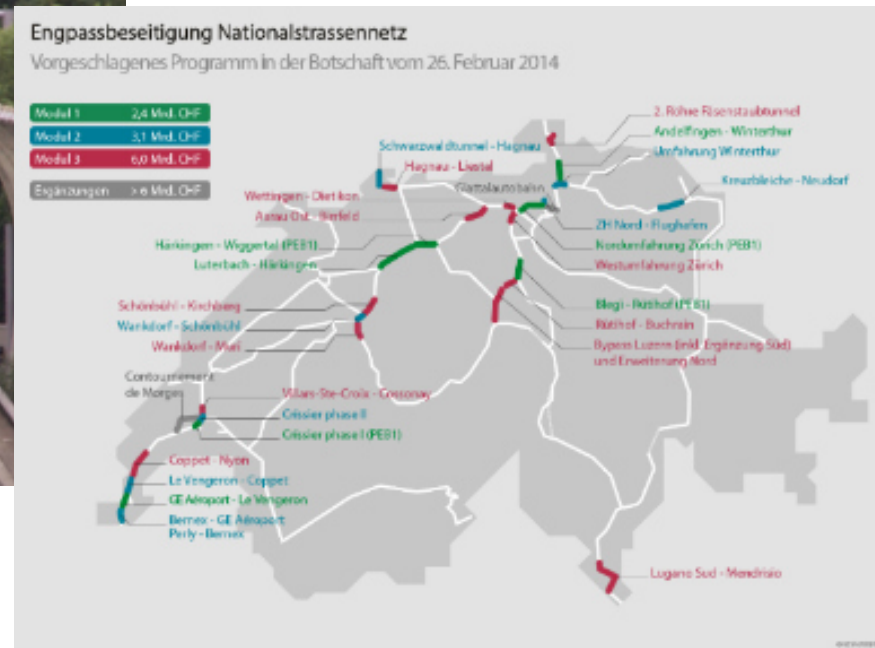 Engpassbeseitigung Nationalstrassennetz
Vorgeschlagenes Programm in der Botschaft vom 26. Februar 2014
Modul 1 2,4 Mrd. CHF
Modul 2 3,1 Mrd. CHF
Modul 3 6,0 Mrd. CHF
Ergänzungen > 6 Mrd. CHF
2. Röhre Fäsenstaubtunnel
Andelfingen - Winterthur
Umfahrung Winterthur
Kreuzbleiche - Neudorf
Schwarzwaldtunnel - Hagnau
Hagnau - Liestal
Glattalautobahn
Wettingen - Dietikon
Aarau Ost - Birrfeld
ZH Nord - Flughafen
Härkingen - Wiggertal (PEB1)
Nordumfahrung Zürich (PEB1)
Luterbach - Härkingen
Westumfahrung Zürich
Schönbühl - Kirchberg
Blegi - Rütihof (PEB1)
Wankdorf - Schönbühl
Rütihof - Buchrain
Wankdorf - Muri
Bypass Luzern (inkl. Ergänzung Süd)
und Erweiterung Nord
Contournement
de Morges
Villars-Ste-Croix - Cossonay
Crissier phase II
Crissier phase I (PEB1)
Coppet - Nyon
Le Vengeron - Coppet
GE Aéroport - Le Vengeron
Bernex - GE Aéroport
Perly - Bernex
Lugano Sud - Mendrisio